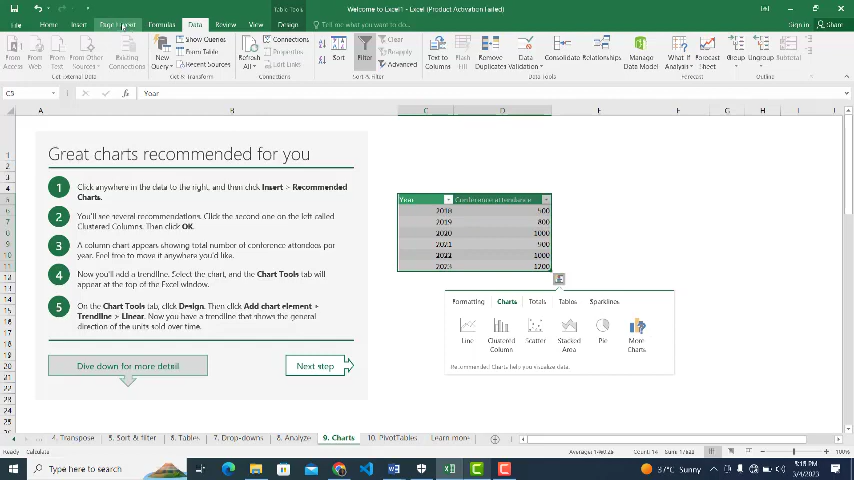 Table Tools
Welcome to Excel1 - Excel (Product Activation Failed)
File Home Insert Page Layout Formulas Data Review View Design Tell me what you want to do... Sign in Share
From Access From Web From Text From Other Sources Existing Connections
Get External Data
New Query Show Queries From Table Recent Sources
Get & Transform
Refresh All Connections Properties Edit Links
Connections
Sort Filter Clear Reapply Advanced
Sort & Filter
Text to Columns Flash Fill Remove Duplicates Data Validation Consolidate Relationships Manage Data Model
Data Tools
What If Analysis Forecast Sheet
Forecast
Group Ungroup Subtotal
Outline
C5 fx Year
A B C D E F G H I J
Great charts recommended for you
1 Click anywhere in the data to the right, and then click Insert > Recommended
Charts.
2 You'll see several recommendations. Click the second one on the left called
Clustered Columns. Then click OK.
3 A column chart appears showing total number of conference attendees per
year. Feel free to move it anywhere you'd like.
4 Now you'll add a trendline. Select the chart, and the Chart Tools tab will
appear at the top of the Excel window.
5 On the Chart Tools tab, click Design. Then click Add chart element >
Trendline > Linear. Now you have a trendline that shows the general
direction of the units sold over time.
Dive down for more detail Next step
Year Conference attendance
2018 500
2019 800
2020 1000
2021 900
2022 1000
2023 1200
Formatting Charts Totals Tables Sparklines
Line Clustered Column Scatter Stacked Area Pie More Charts
Recommended Charts help you visualize data.
4. Transpose 5. Sort & filter 6. Tables 7. Drop-downs 8. Analyze 9. Charts 10. PivotTables Learn more
Ready Calculate Count: 14 100%
Type here to search 37°C Sunny 5:18 PM
3/4/2023